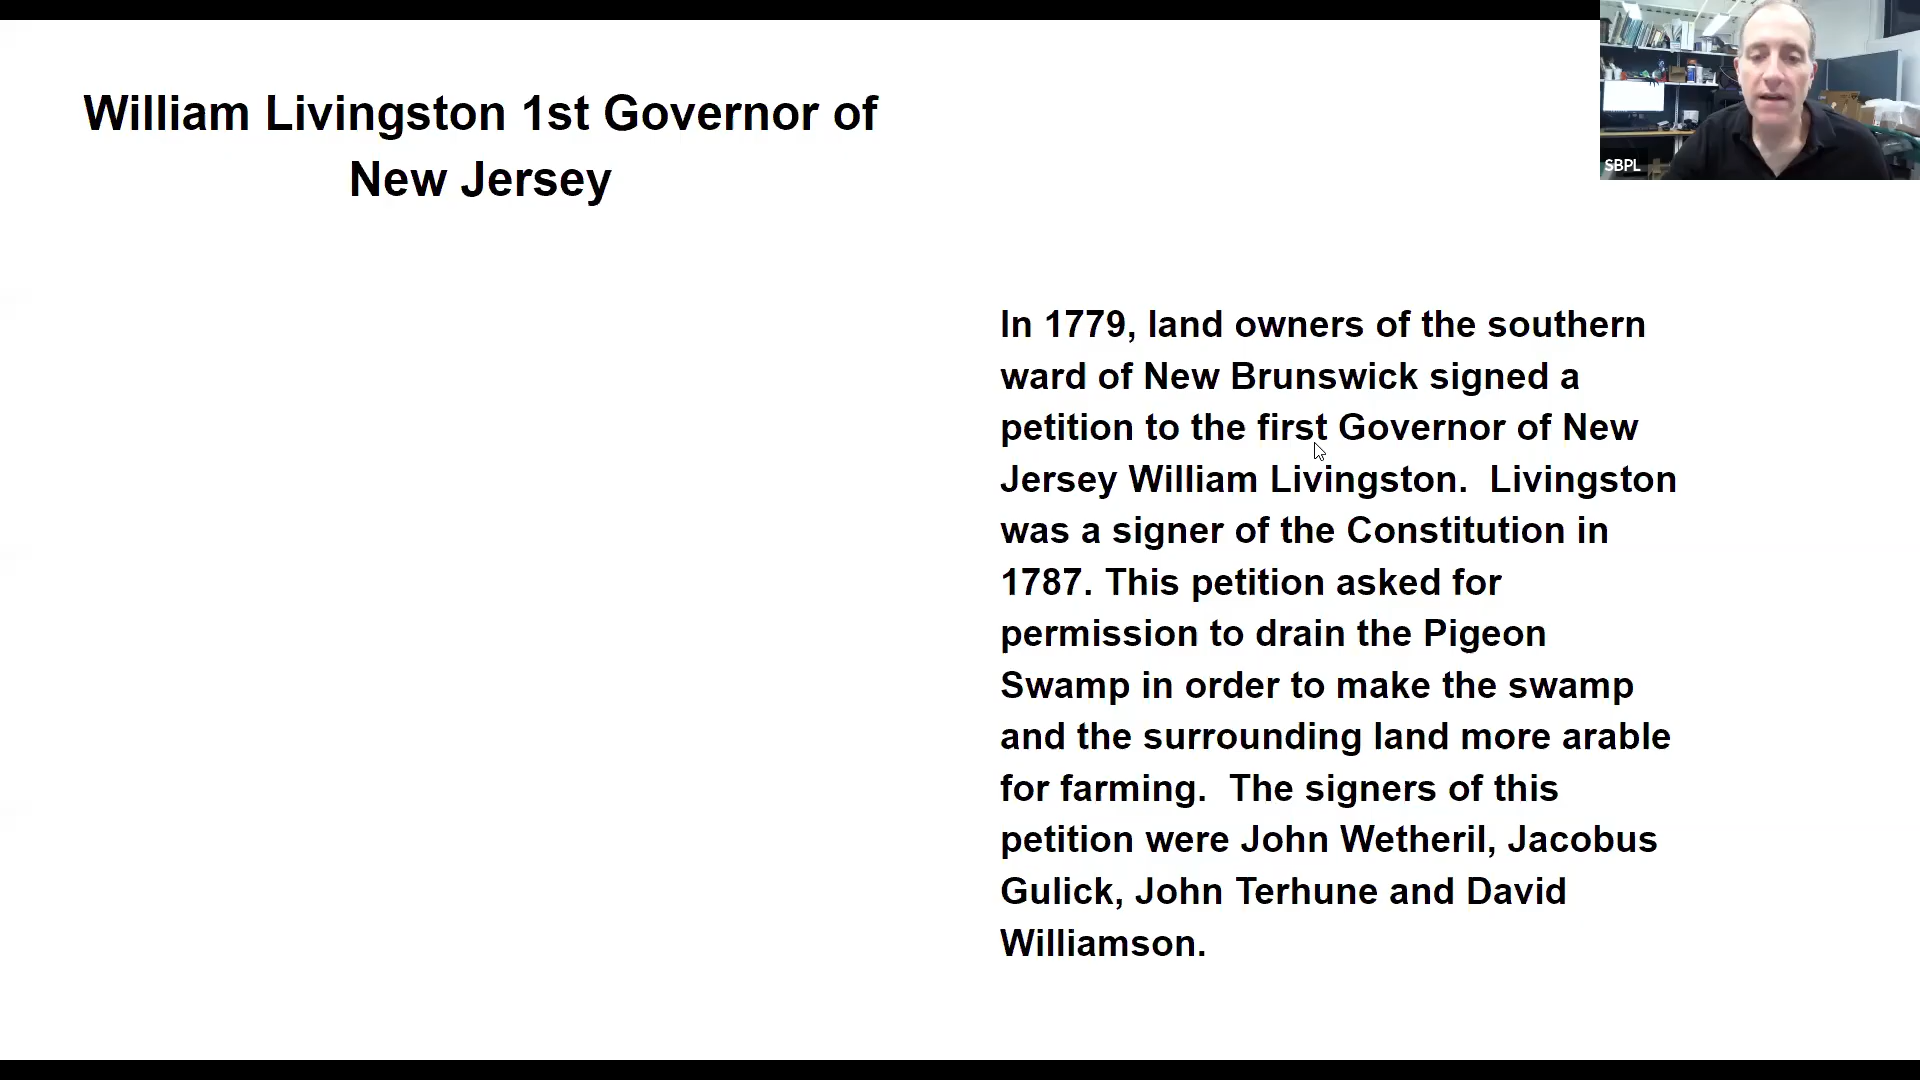 William Livingston 1st Governor of
New Jersey
SBPL
In 1779, land owners of the southern
ward of New Brunswick signed a
petition to the first Governor of New
Jersey William Livingston.  Livingston
was a signer of the Constitution in
1787. This petition asked for
permission to drain the Pigeon
Swamp in order to make the swamp
and the surrounding land more arable
for farming.  The signers of this
petition were John Wetheril, Jacobus
Gulick, John Terhune and David
Williamson.